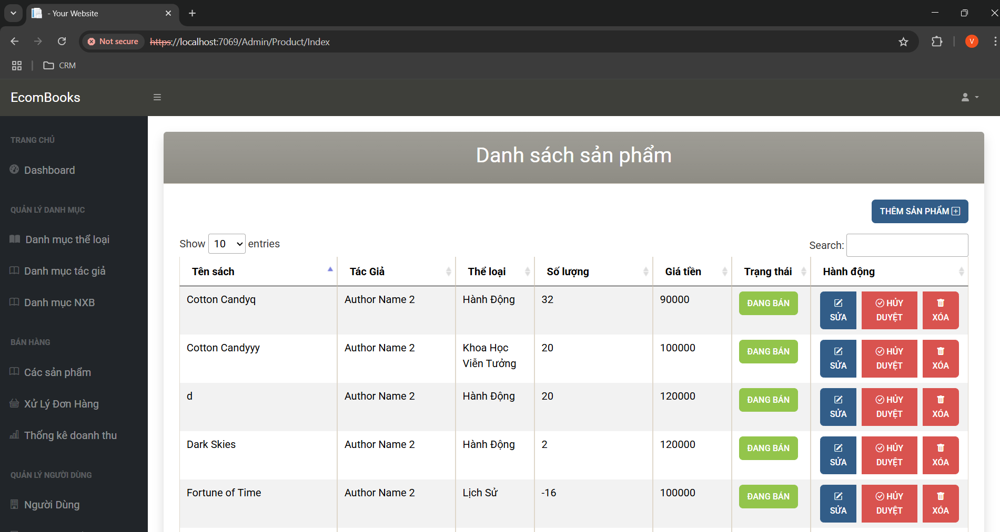 - Your Website
Not secure https://localhost:7069/Admin/Product/Index
V
CRM
EcomBooks
TRANG CHỦ
Dashboard
QUẢN LÝ DANH MỤC
Danh mục thể loại
Danh mục tác giả
Danh mục NXB
BÁN HÀNG
Các sản phẩm
Xử Lý Đơn Hàng
Thống kê doanh thu
QUẢN LÝ NGƯỜI DÙNG
Người Dùng
Danh sách sản phẩm
THÊM SẢN PHẨM
Show 10 entries
Search:
Tên sách Tác Giả Thể loại Số lượng Giá tiền Trạng thái Hành động
Cotton Candyq Author Name 2 Hành Động 32 90000 ĐANG BÁN HỦY
SỬA DUYỆT XÓA
Cotton Candyyy Author Name 2 Khoa Học 20 100000 ĐANG BÁN HỦY
Viễn Tưởng SỬA DUYỆT XÓA
d Author Name 2 Hành Động 20 120000 ĐANG BÁN HỦY
SỬA DUYỆT XÓA
Dark Skies Author Name 2 Hành Động 2 120000 ĐANG BÁN HỦY
SỬA DUYỆT XÓA
Fortune of Time Author Name 2 Lịch Sử -16 100000 ĐANG BÁN HỦY
SỬA DUYỆT XÓA